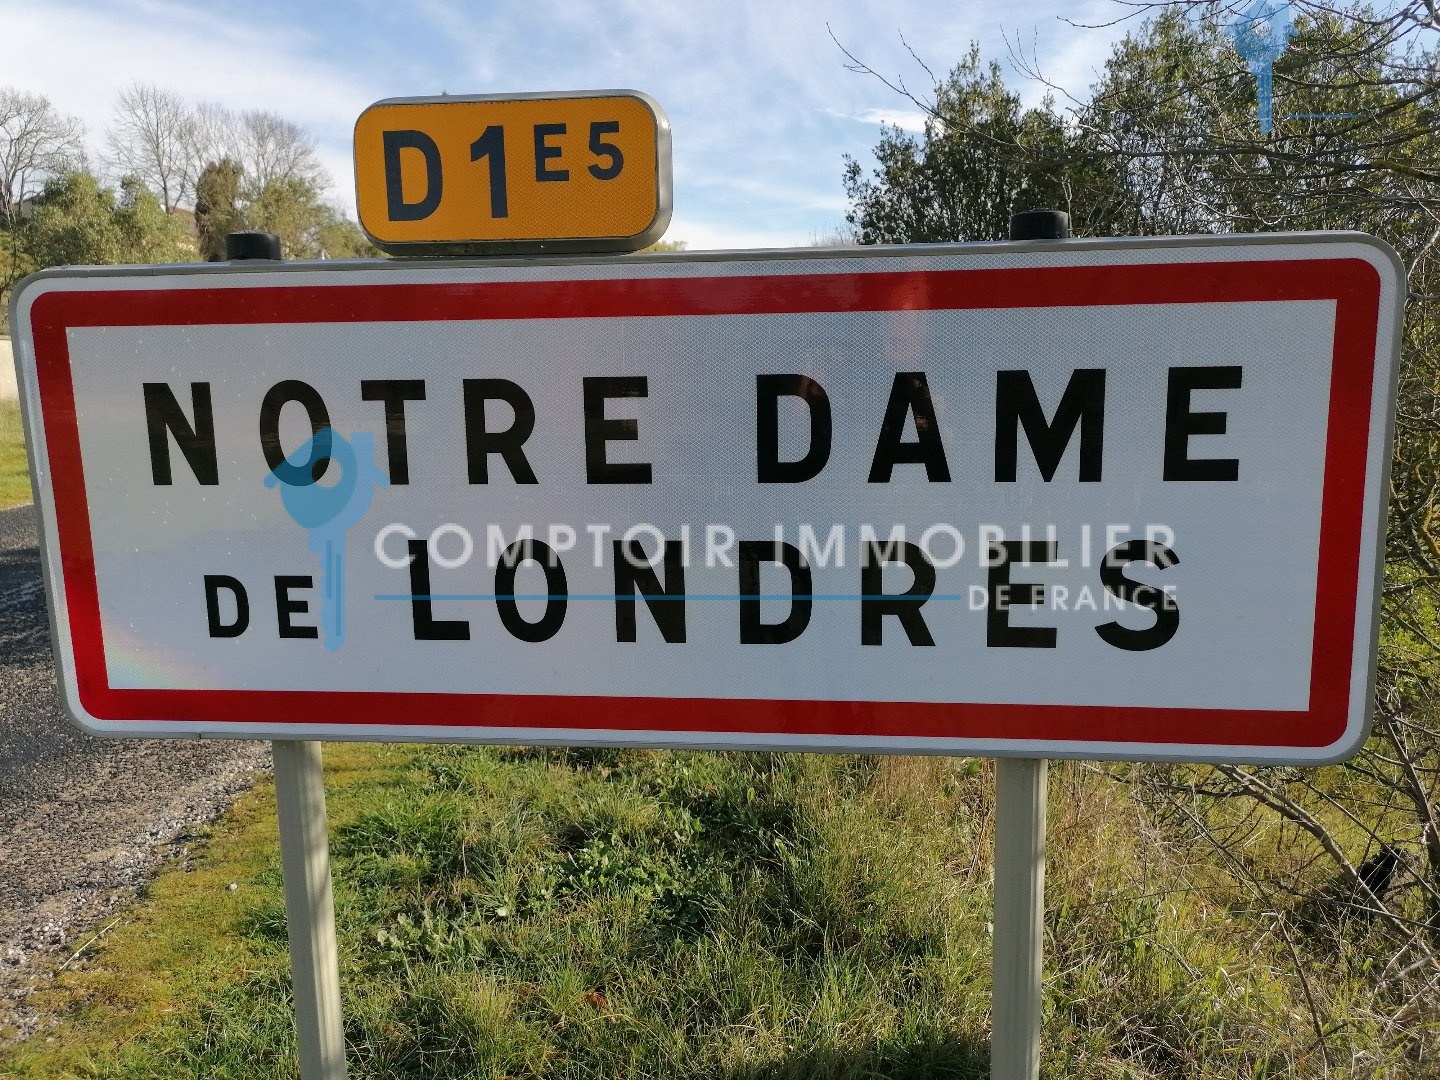 D1E5
NOTRE DAME
COMPTOIR IMMOBILIER
DE FRANCE
DE LONDRES